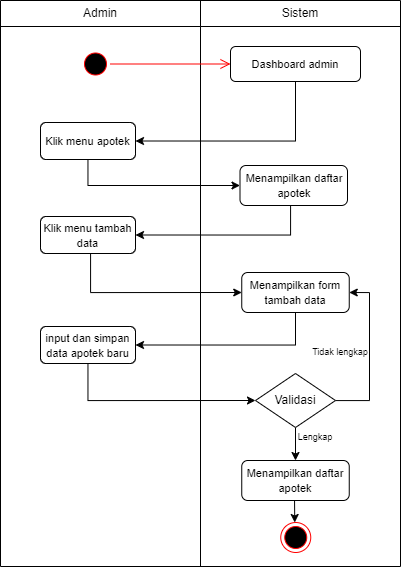 Admin
Sistem
Dashboard admin
Klik menu apotek
Menampilkan daftar
apotek
Klik menu tambah
data
Menampilkan form
tambah data
input dan simpan
data apotek baru
Tidak lengkap
Validasi
Lengkap
Menampilkan daftar
apotek